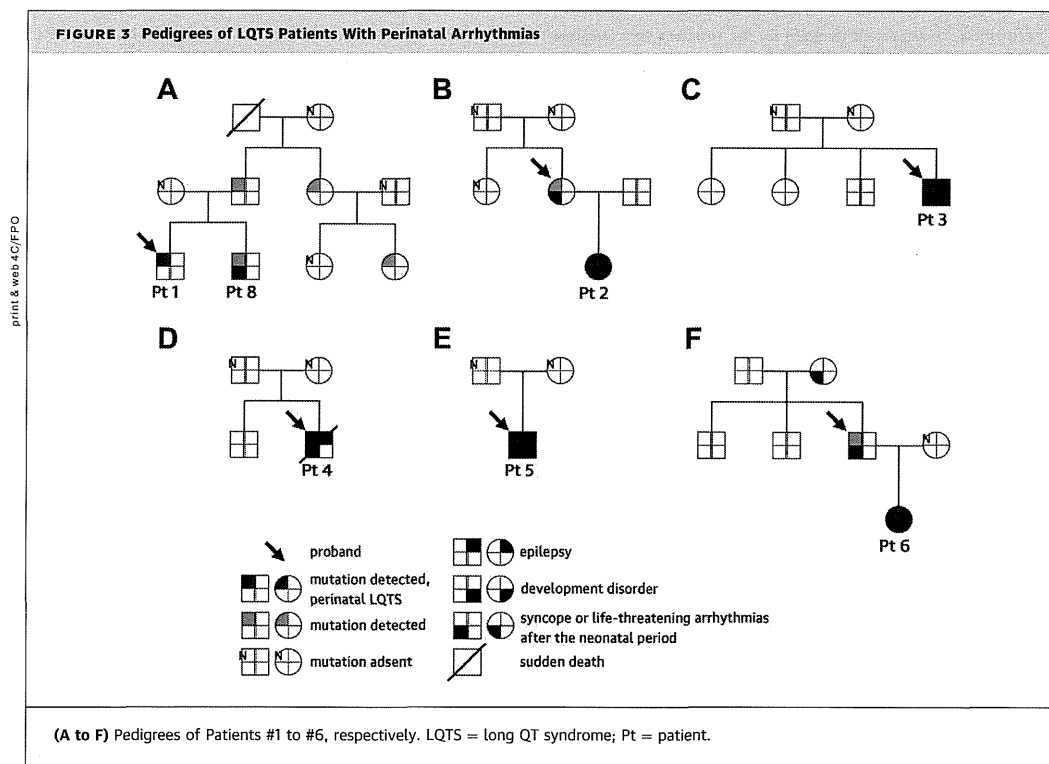 FIGURE 3 Pedigrees of LQTS Patients With Perinatal Arrhythmias
print & web 4C/FPO
A
B
C
N
N N
N N
N
N
N
Pt 3
N
Pt 1
Pt 8
Pt 2
D
E
F
N N
N N
N
Pt 4
Pt 5
Pt 6
proband
mutation detected,
perinatal LQTS
mutation detected
N N mutation adsent
epilepsy
development disorder
syncope or life-threatening arrhythmias
after the neonatal period
sudden death
(A to F) Pedigrees of Patients #1 to #6, respectively. LQTS = long QT syndrome; Pt = patient.